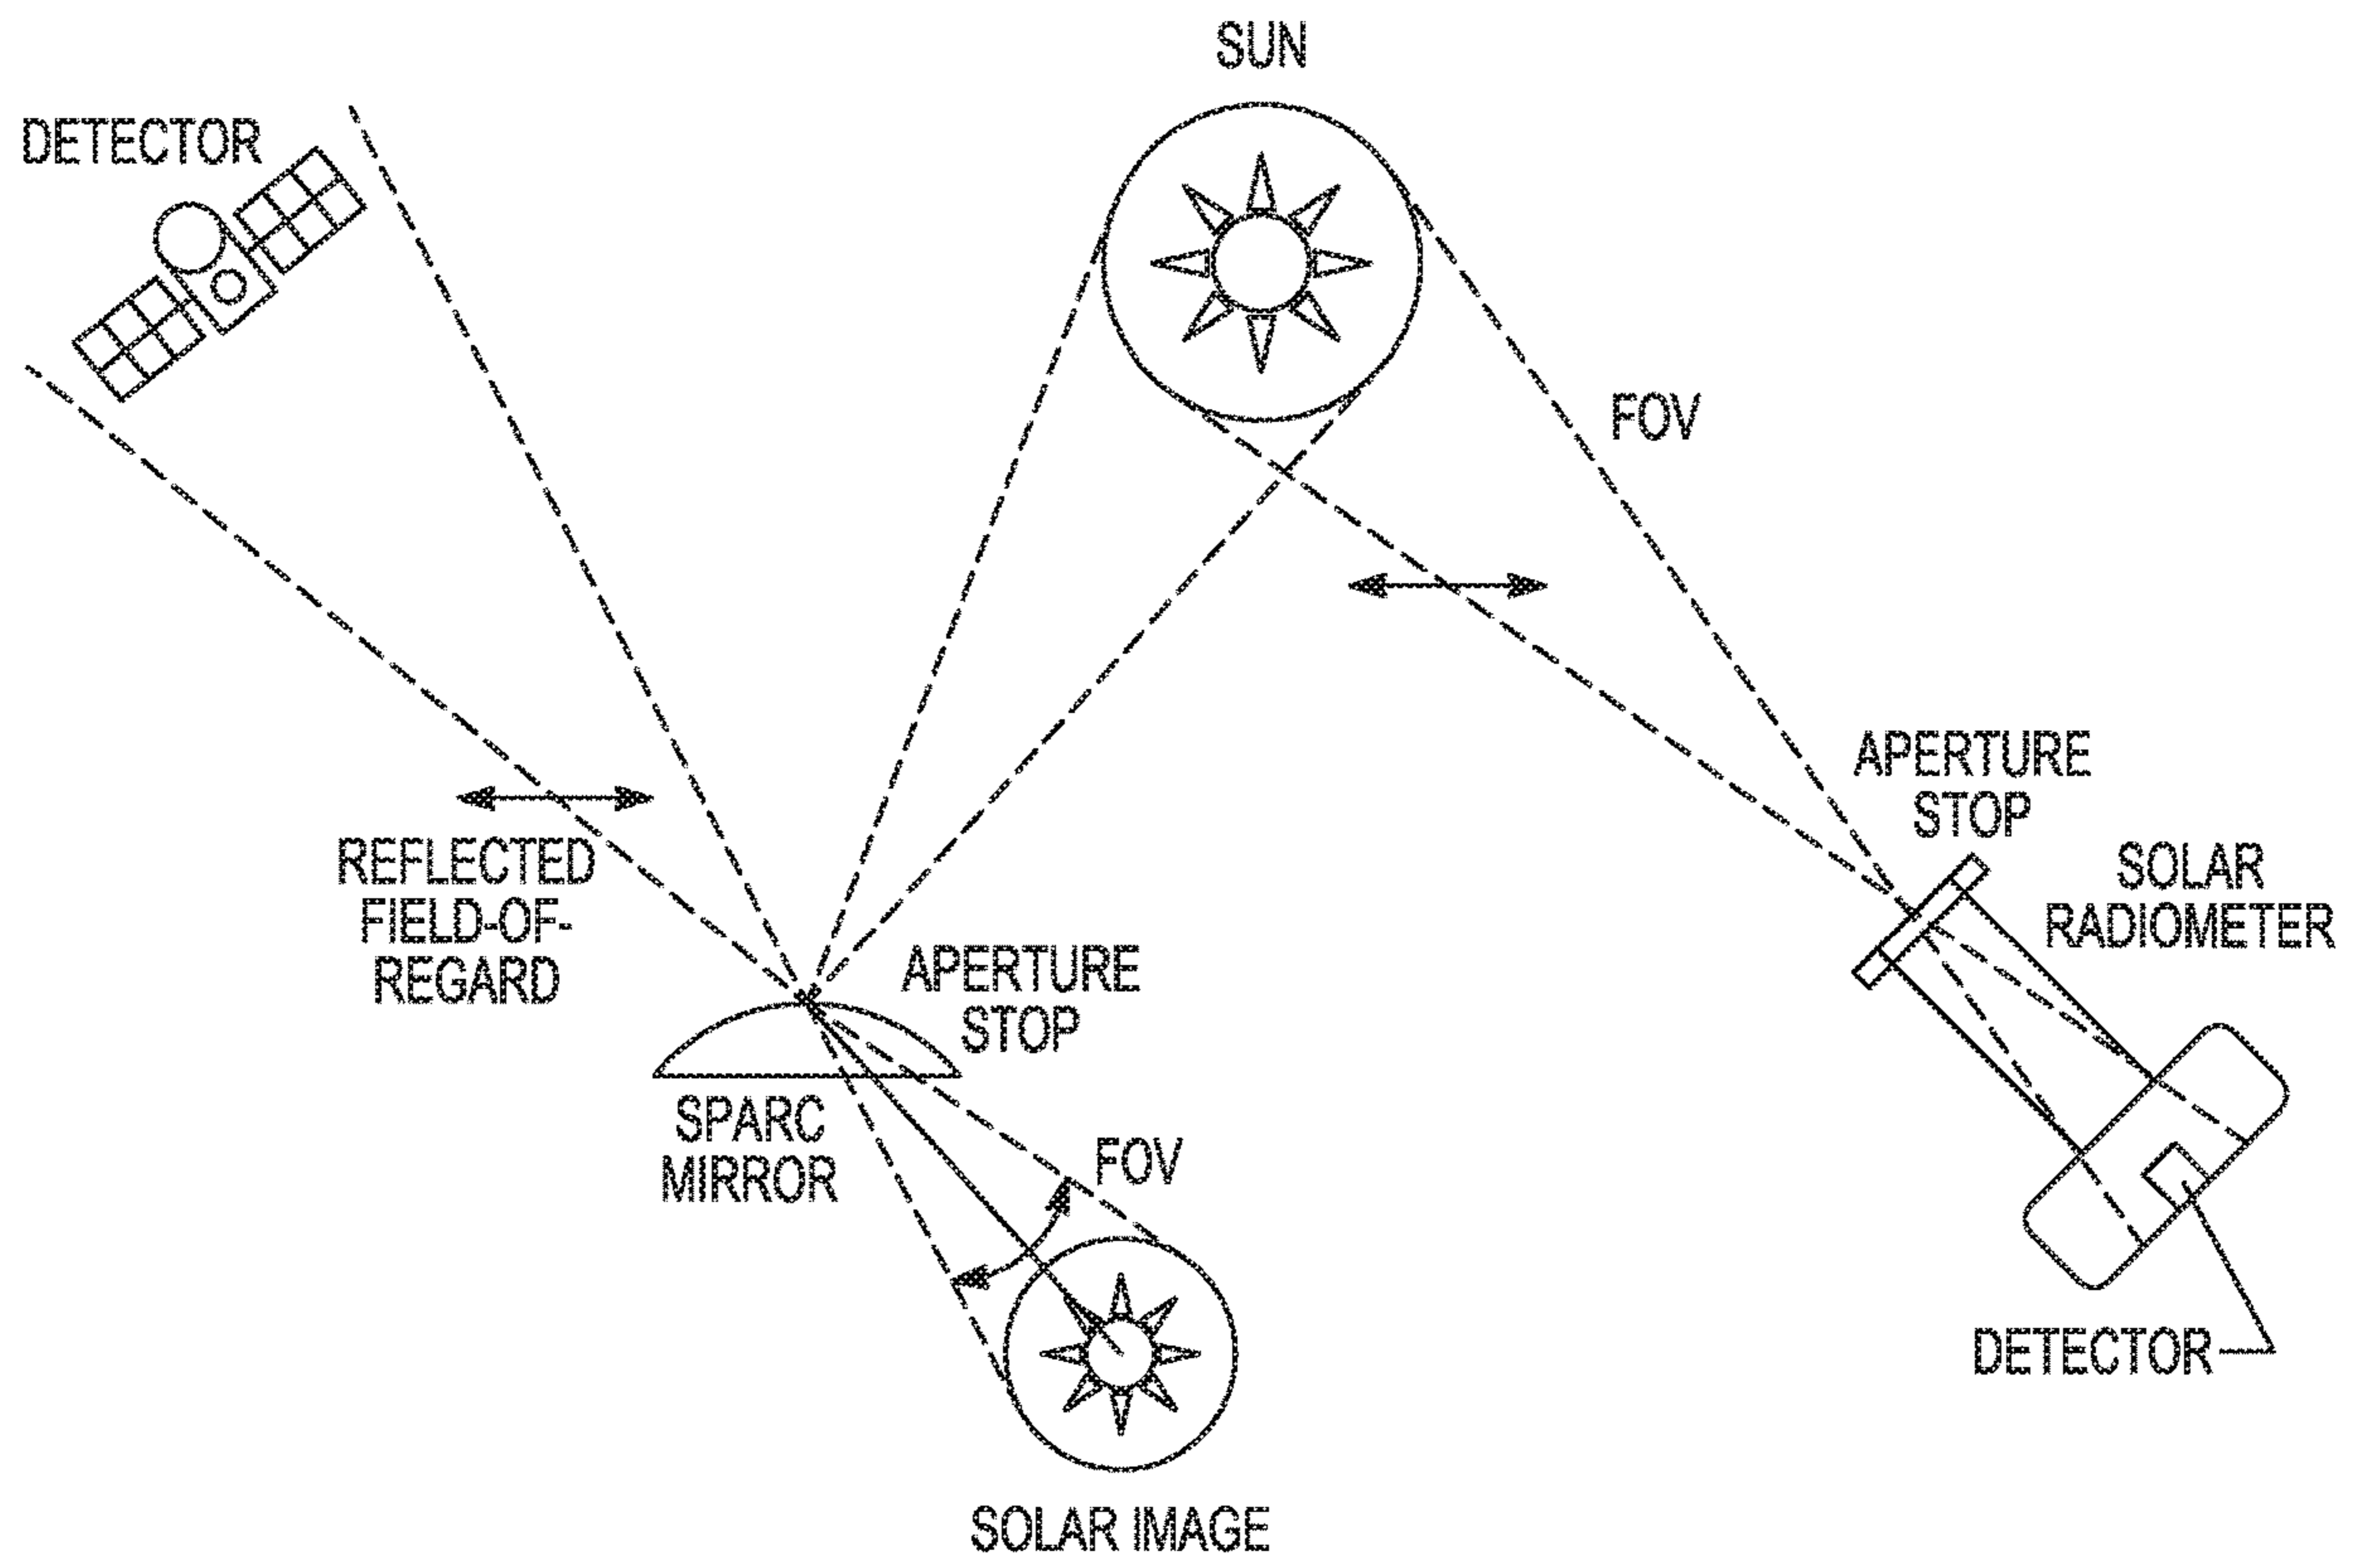 SUN
DETECTOR
FOV
APERTURE
STOP
SOLAR
RADIOMETER
REFLECTED
FIELD-OF-
REGARD
APERTURE
STOP
SPARC
MIRROR
FOV
DETECTOR
SOLAR IMAGE